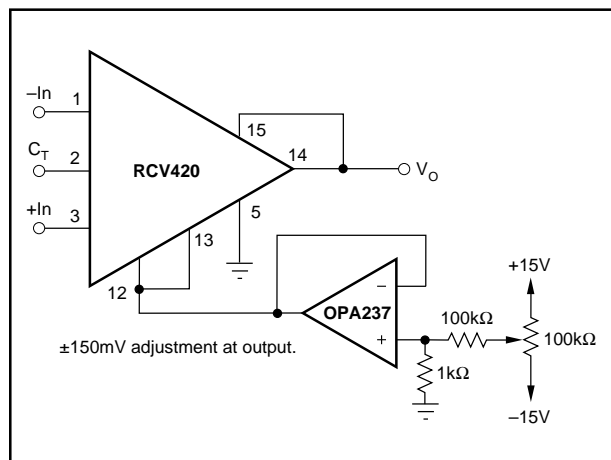 –In
1
C_T
2
+In
3
RCV420
15
14
V_O
5
13
12
OPA237
–
+
100kΩ
1kΩ
+15V
100kΩ
–15V
±150mV adjustment at output.